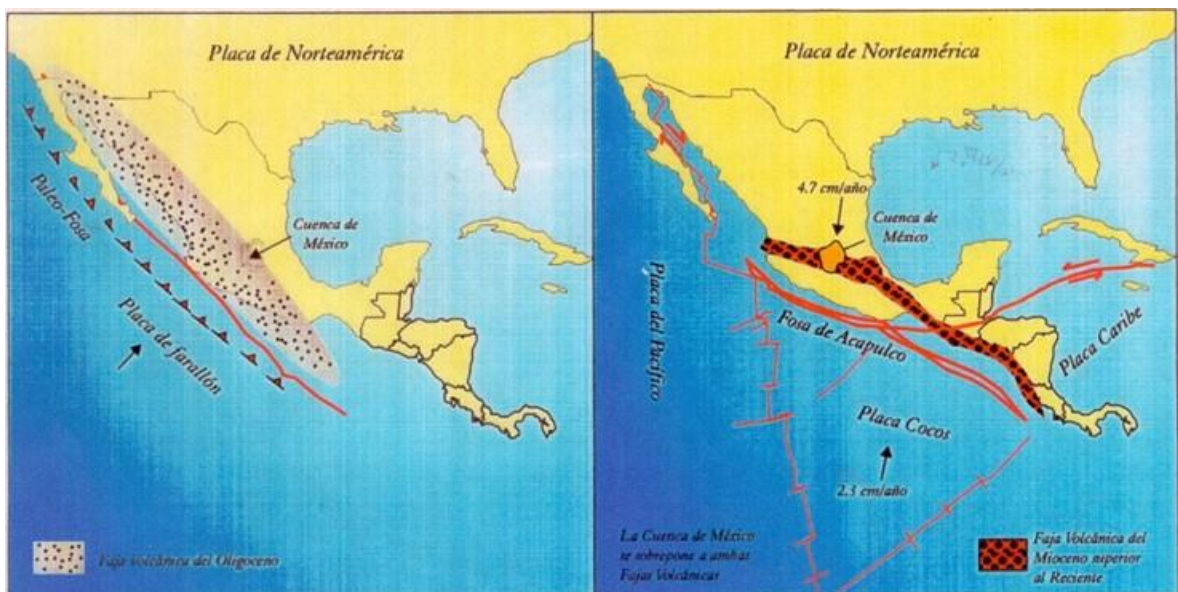 Placa de Norteamérica
Paleo-Fosa
Cuenca de
México
Placa de farallón
Faja volcánica del Oligoceno
Placa de Norteamérica
4.7 cm/año
Cuenca de
México
Placa del Pacífico
Fosa de Acapulco
Placa Caribe
Placa Cocos
2.3 cm/año
La Cuenca de México
se sobrepone a ambas
Fajas Volcánicas
Faja Volcánica del
Mioceno superior
al Reciente